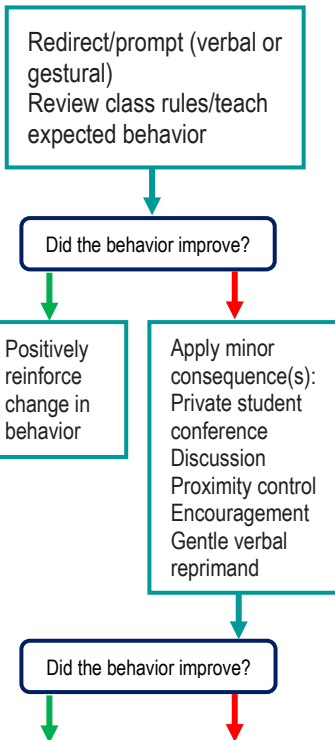 Redirect/prompt (verbal or
gestural)
Review class rules/teach
expected behavior
Did the behavior improve?
Positively
reinforce
change in
behavior
Apply minor
consequence(s):
Private student
conference
Discussion
Proximity control
Encouragement
Gentle verbal
reprimand
Did the behavior improve?